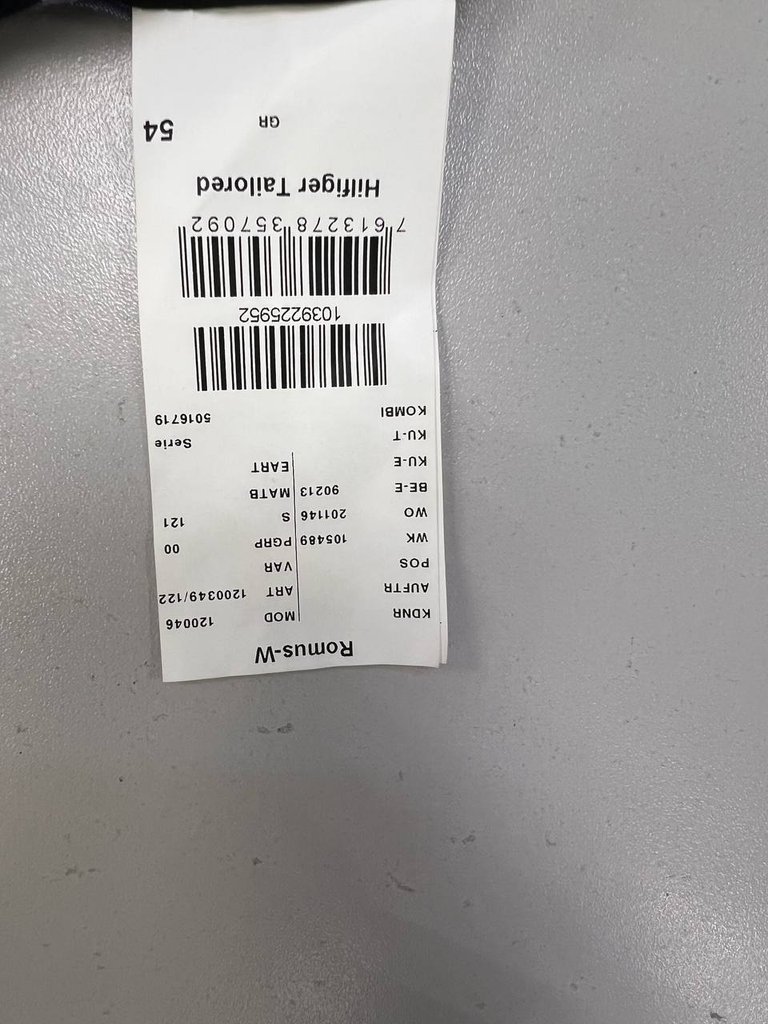 Romus-W
KDNR MOD 120046
AUFTR ART 1200349/122
POS VAR
WK 105489 PGRP 00
WO 201146 S 121
BE-E 90213 MATB
KU-E EART
KU-T Serie
KOMBI 5016719
1039225952
7 613278 357092
Hilfiger Tailored
GR 54